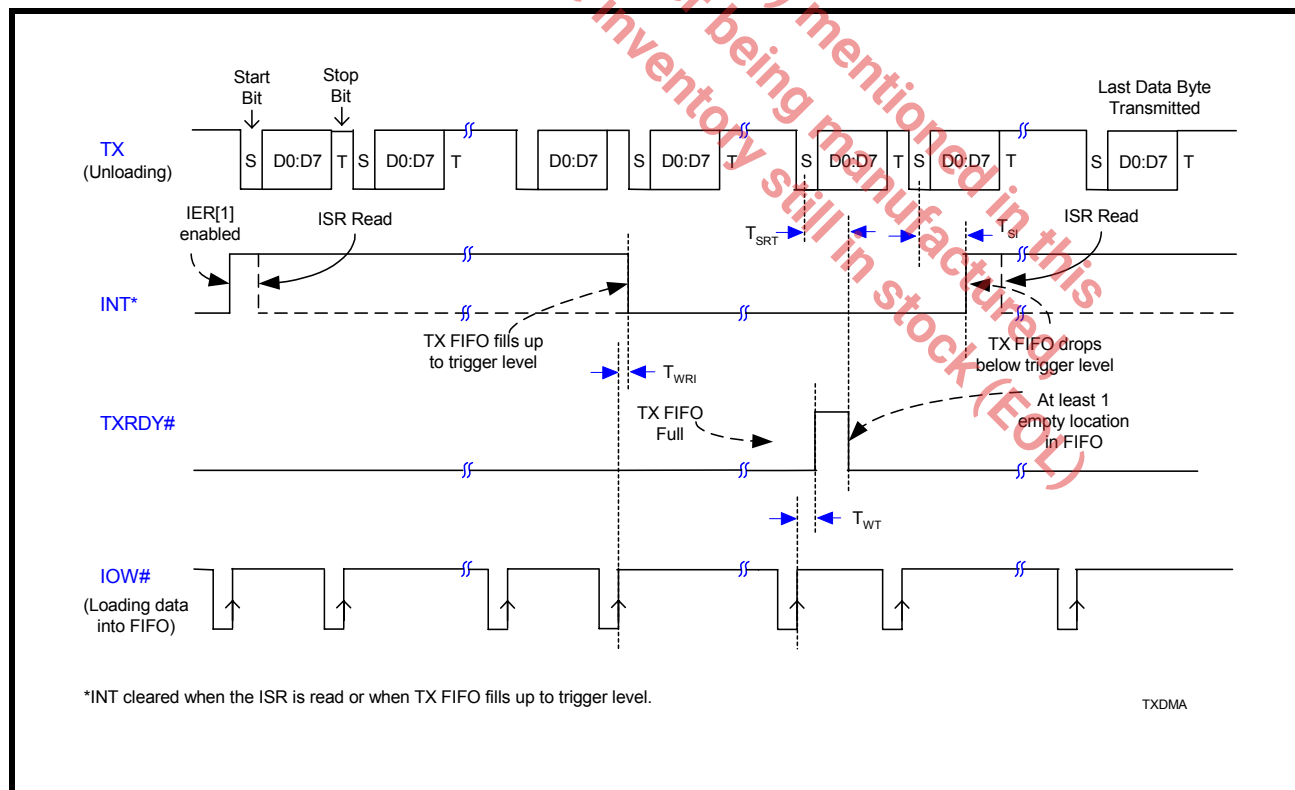 mentioned in this
r being manufactured,
inventory still in stock (EOL)
Start
Bit
Stop
Bit
Last Data Byte
Transmitted
TX
(Unloading)
S D0:D7 T S D0:D7 T D0:D7 S D0:D7 T S D0:D7 T S D0:D7 T S D0:D7 T
IER[1]
enabled
ISR Read
TSRT
TSI
ISR Read
INT*
TX FIFO fills up
to trigger level
TX FIFO drops
below trigger level
TWRI
TXRDY#
TX FIFO
Full
At least 1
empty location
in FIFO
TWT
IOW#
(Loading data
into FIFO)
*INT cleared when the ISR is read or when TX FIFO fills up to trigger level.
TXDMA